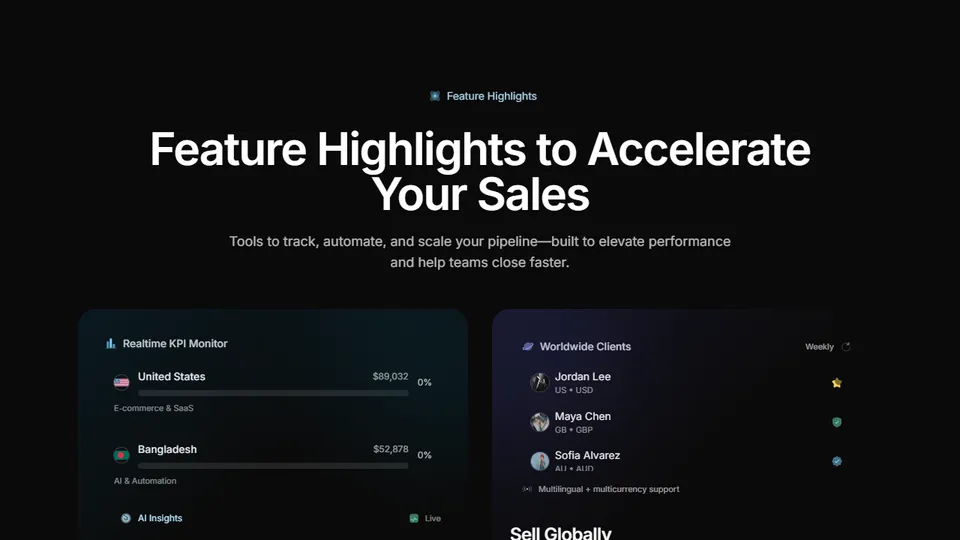 Feature Highlights
Feature Highlights to Accelerate
Your Sales
Tools to track, automate, and scale your pipeline—built to elevate performance
and help teams close faster.
Realtime KPI Monitor
United States
$89,032
0%
E-commerce & SaaS
Bangladesh
$52,878
0%
AI & Automation
AI Insights
Live
Worldwide Clients
Weekly
Jordan Lee
US • USD
Maya Chen
GB • GBP
Sofia Alvarez
AU • AUD
Multilingual + multicurrency support
Sell Globally